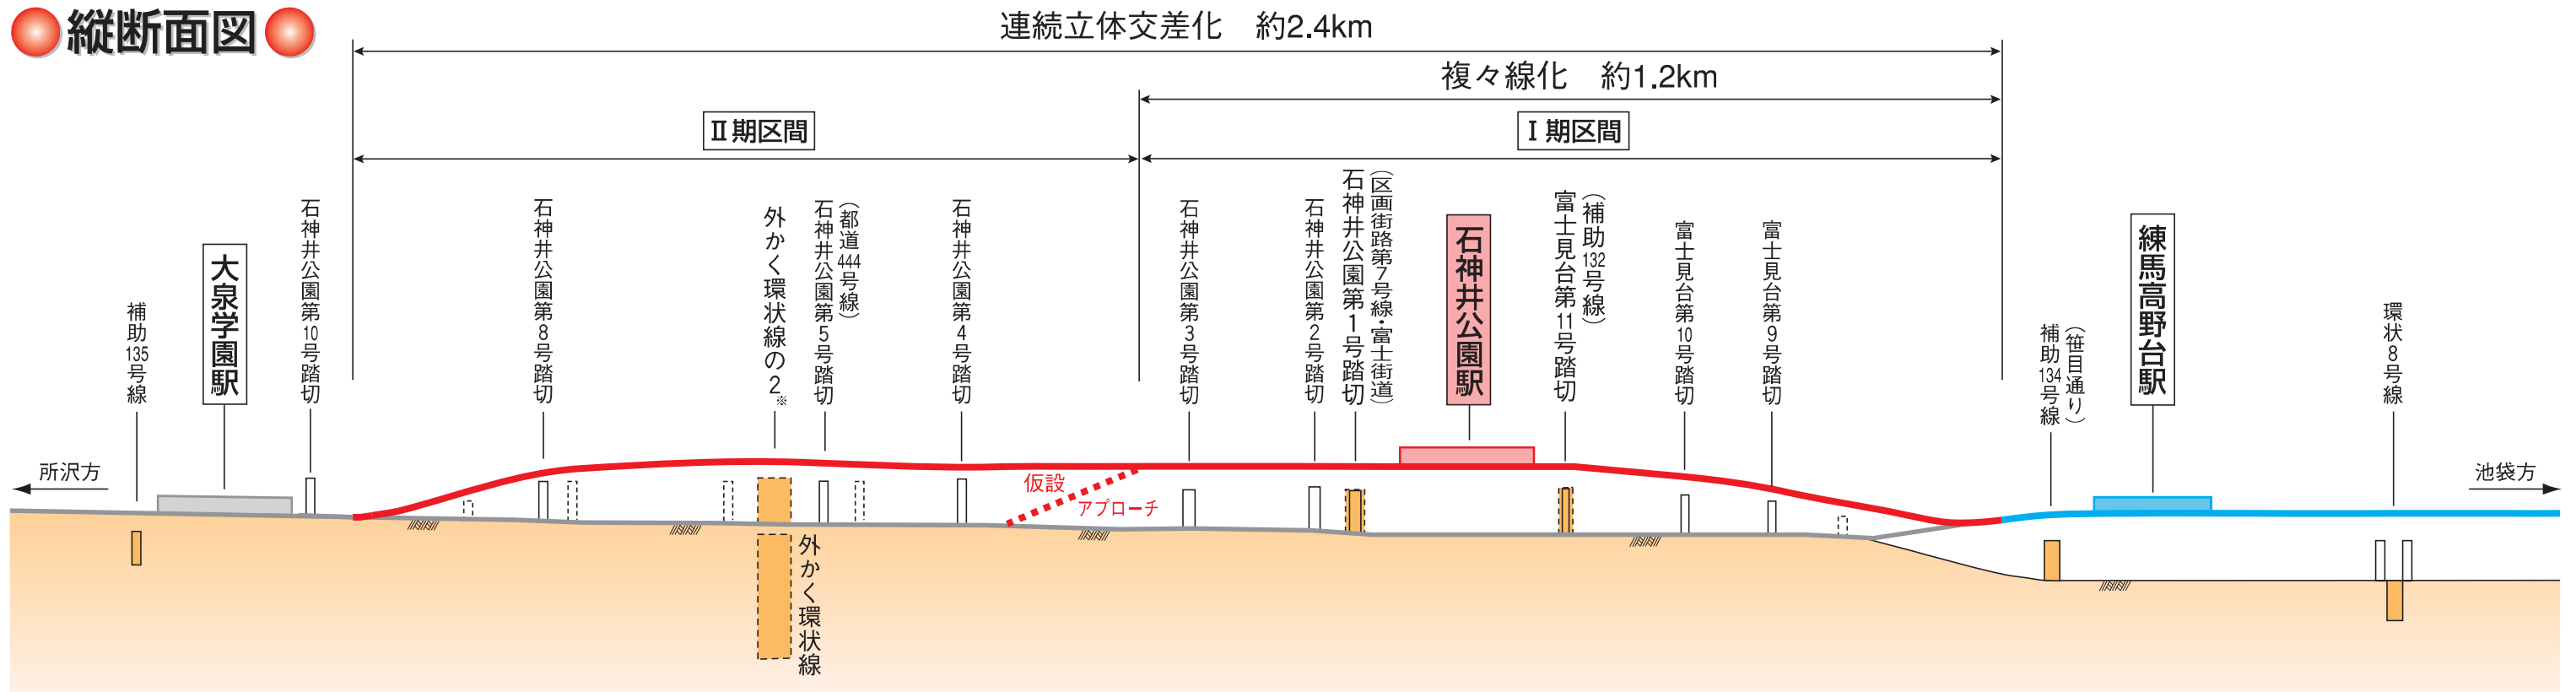 縦断面図
連続立体交差化　約2.4km
複々線化　約1.2km
Ⅱ期区間
Ⅰ期区間
補助135号線
大泉学園駅
石神井公園第10号踏切
石神井公園第8号踏切
外かく環状線の2※
石神井公園第5号踏切
（都道444号線）
石神井公園第4号踏切
石神井公園第3号踏切
石神井公園第2号踏切
石神井公園第1号踏切
（区画街路第7号線・富士街道）
石神井公園駅
富士見台第11号踏切
（補助132号線）
富士見台第10号踏切
富士見台第9号踏切
補助134号線
（笹目通り）
練馬高野台駅
環状8号線
所沢方
池袋方
仮設
アプローチ
外かく環状線